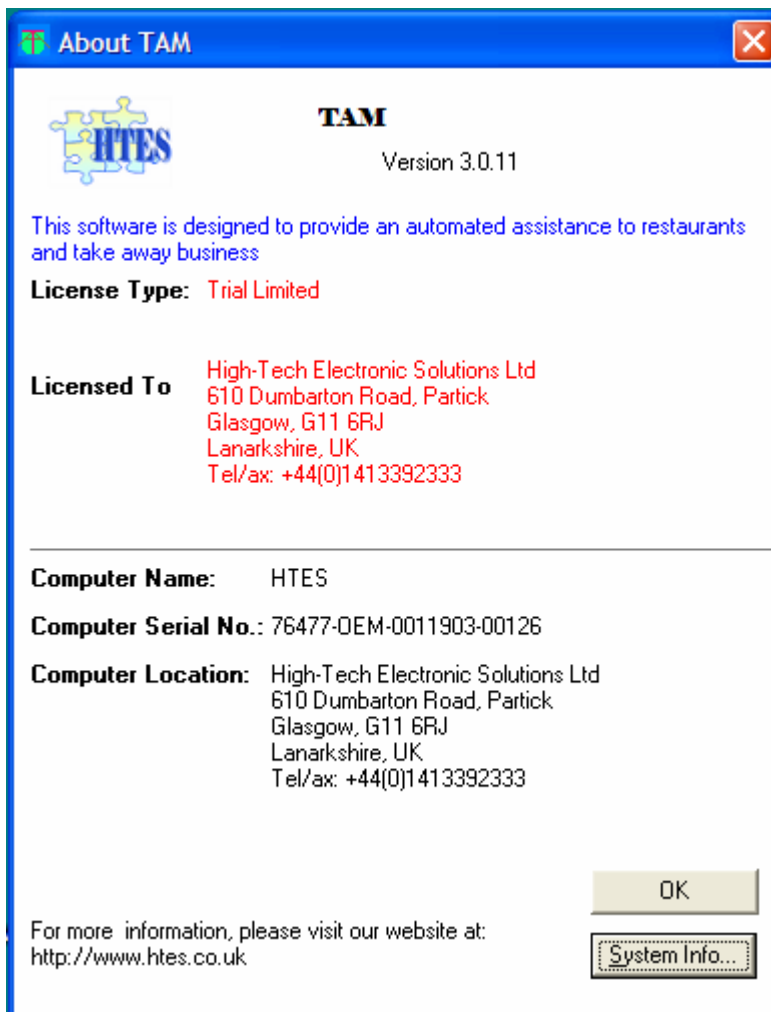 About TAM
HTES
TAM
Version 3.0.11
This software is designed to provide an automated assistance to restaurants
and take away business
License Type: Trial Limited
Licensed To
High-Tech Electronic Solutions Ltd
610 Dumbarton Road, Partick
Glasgow, G11 6RJ
Lanarkshire, UK
Tel/ax: +44(0)1413392333
Computer Name: HTES
Computer Serial No.: 76477-OEM-0011903-00126
Computer Location: High-Tech Electronic Solutions Ltd
610 Dumbarton Road, Partick
Glasgow, G11 6RJ
Lanarkshire, UK
Tel/ax: +44(0)1413392333
OK
For more information, please visit our website at:
http://www.htes.co.uk
System Info...